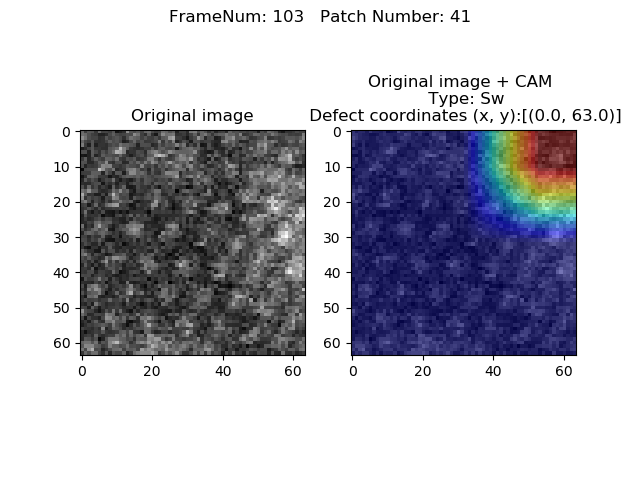 FrameNum: 103   Patch Number: 41
Original image
0
10
20
30
40
50
60
0 20 40 60
Original image + CAM
Type: Sw
Defect coordinates (x, y):[(0.0, 63.0)]
0
10
20
30
40
50
60
0 20 40 60